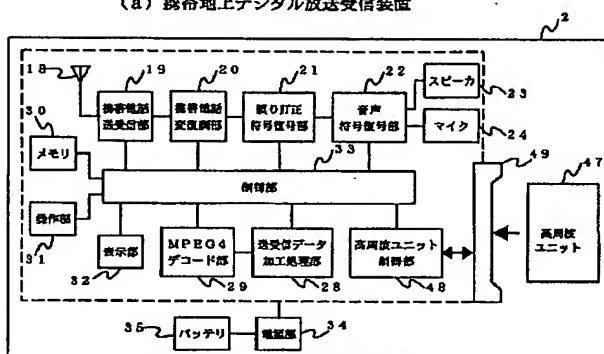 (a) 携帯地上デジタル放送受信装置
2
18
19
20
21
22
スピーカ
23
携帯電話
送受信部
携帯電話
変復調部
誤り訂正
符号復号部
音声
符号復号部
マイク
24
30
メモリ
33
制御部
49
47
高周波
ユニット
操作部
31
表示部
32
MPEG4
デコード部
29
送受信データ
加工処理部
28
高周波ユニット
制御部
48
35
バッテリ
電源部
34